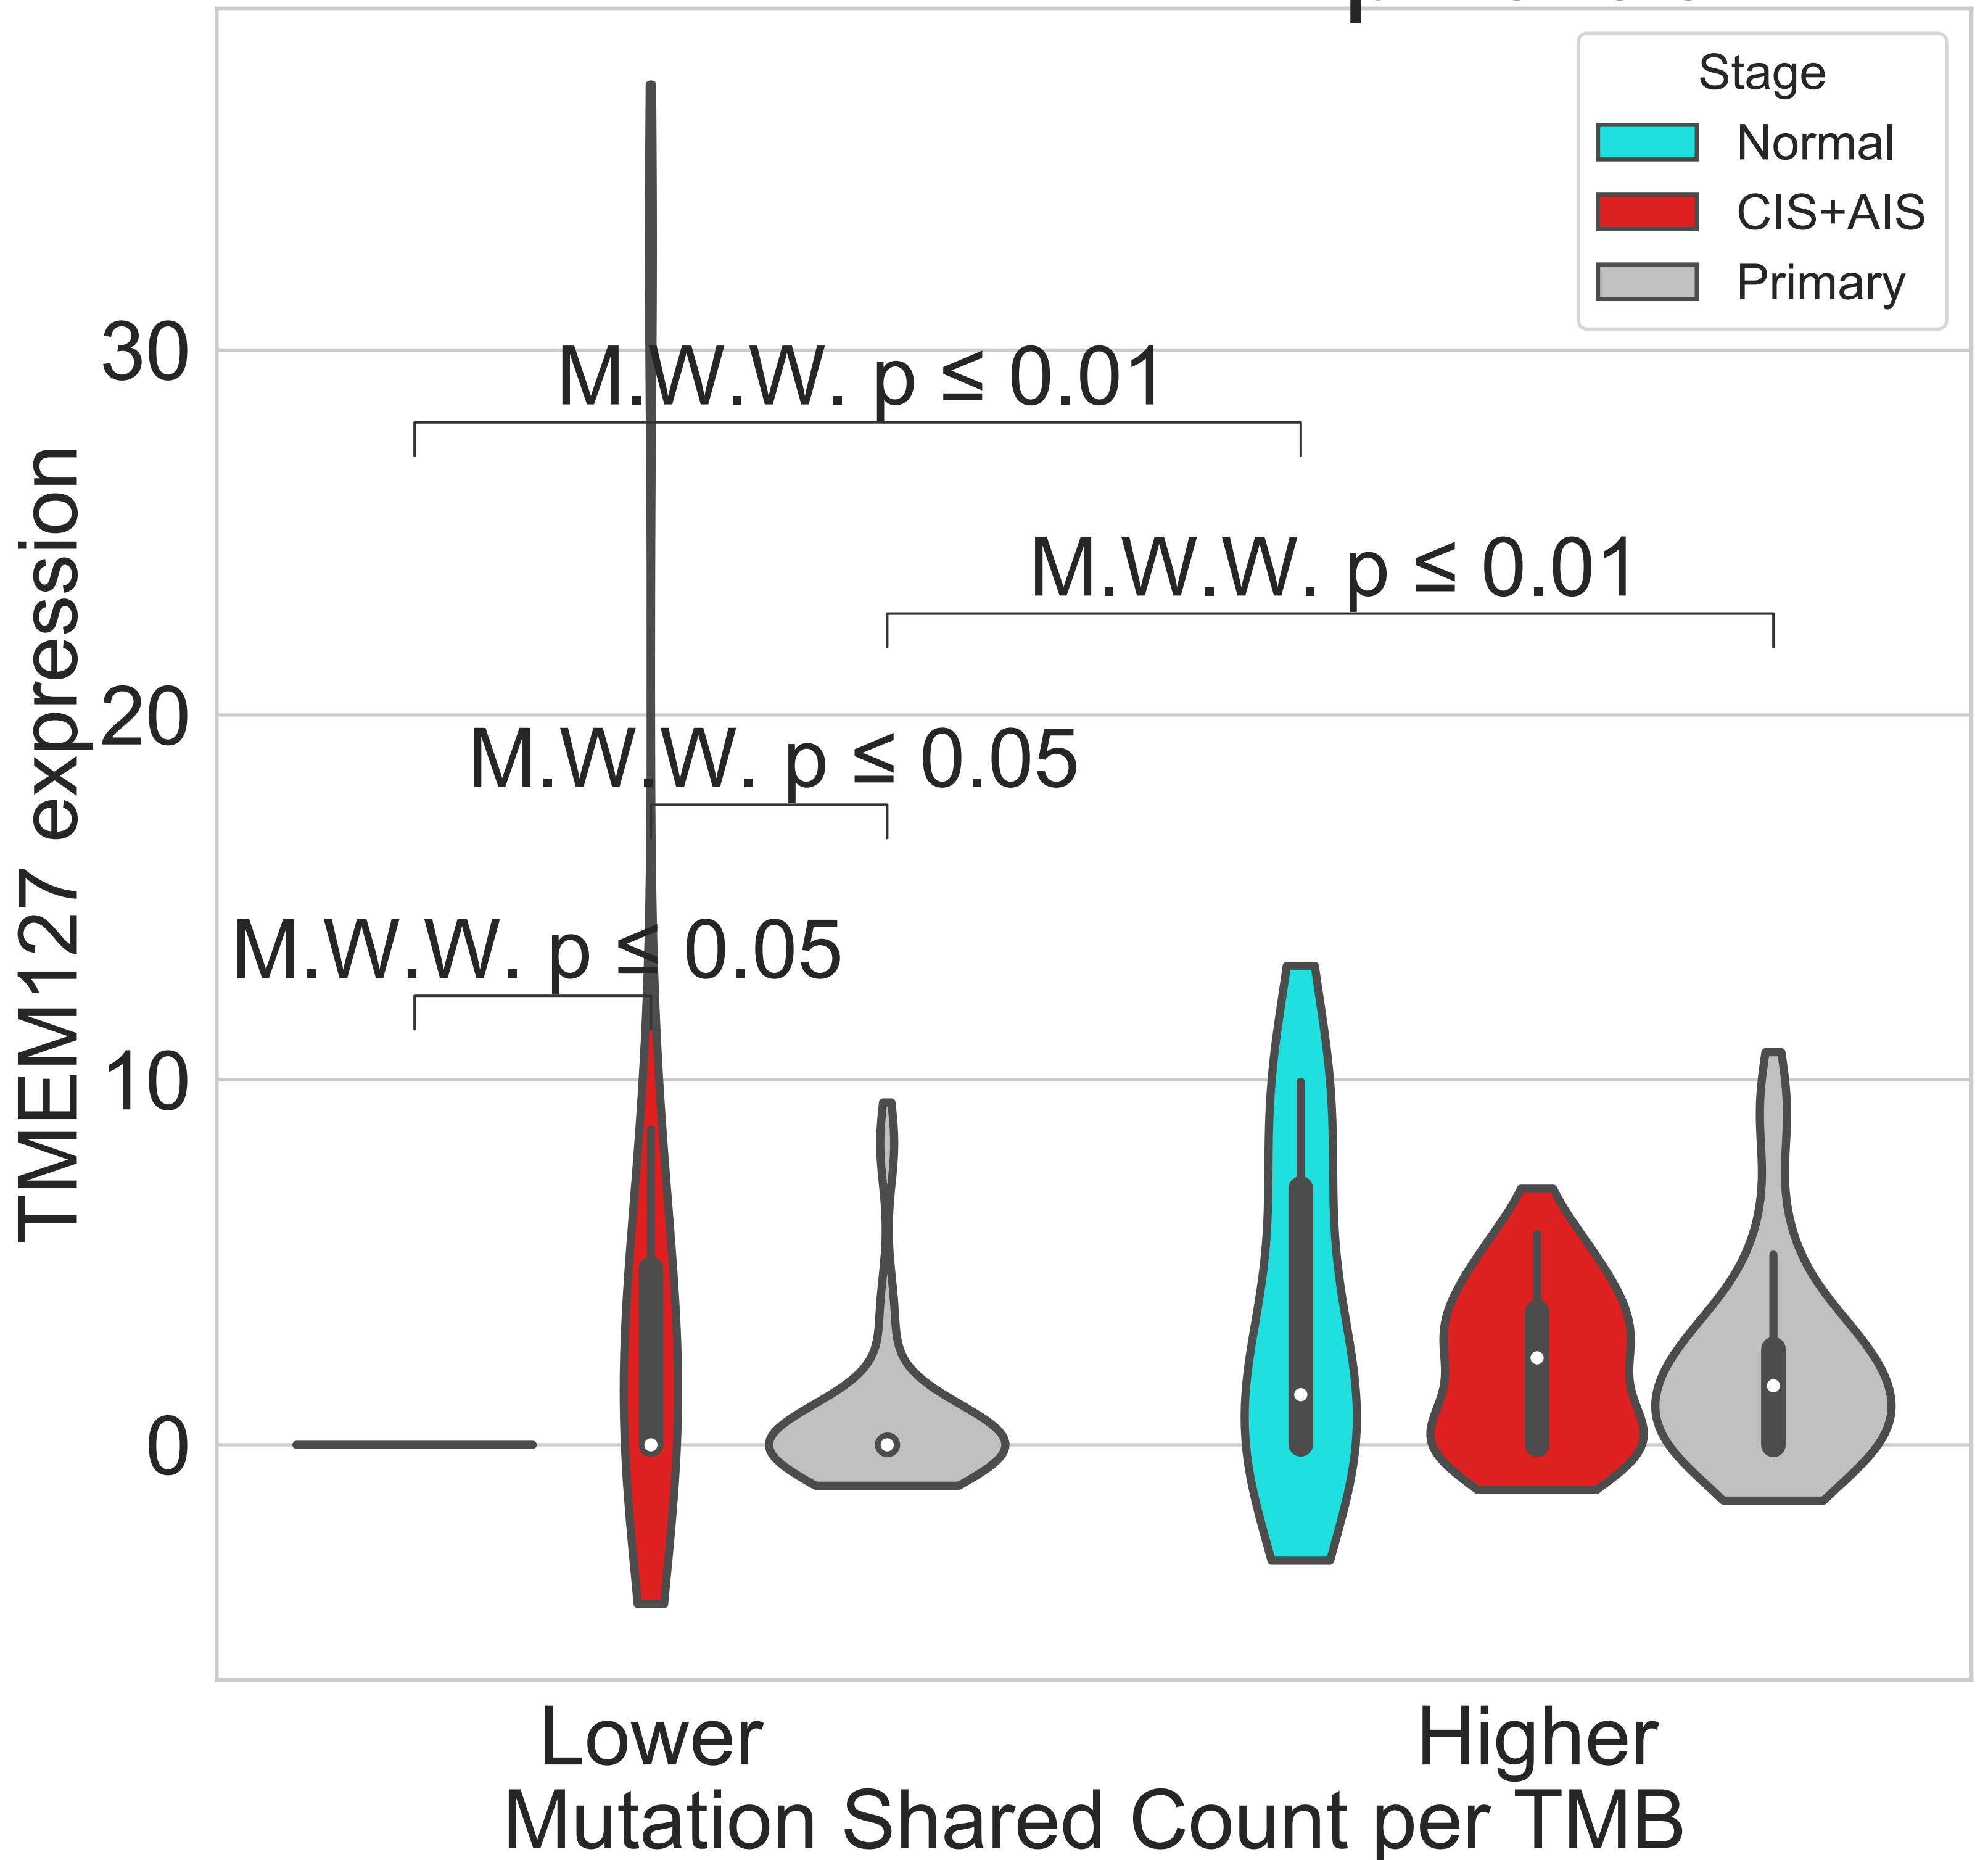 Stage
Normal
CIS+AIS
Primary
30
M.W.W. p ≤ 0.01
M.W.W. p ≤ 0.01
20
M.W.W. p ≤ 0.05
M.W.W. p ≤ 0.05
10
0
TMEM127 expression
Lower
Higher
Mutation Shared Count per TMB